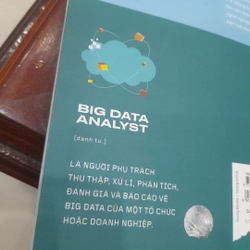 BIG DATA
ANALYST
(danh từ)
LÀ NGƯỜI PHỤ TRÁCH
THU THẬP, XỬ LÍ, PHÂN TÍCH,
ĐÁNH GIÁ VÀ BÁO CÁO VỀ
BIG DATA CỦA MỘT TỔ CHỨC
HOẶC DOANH NGHIỆP.